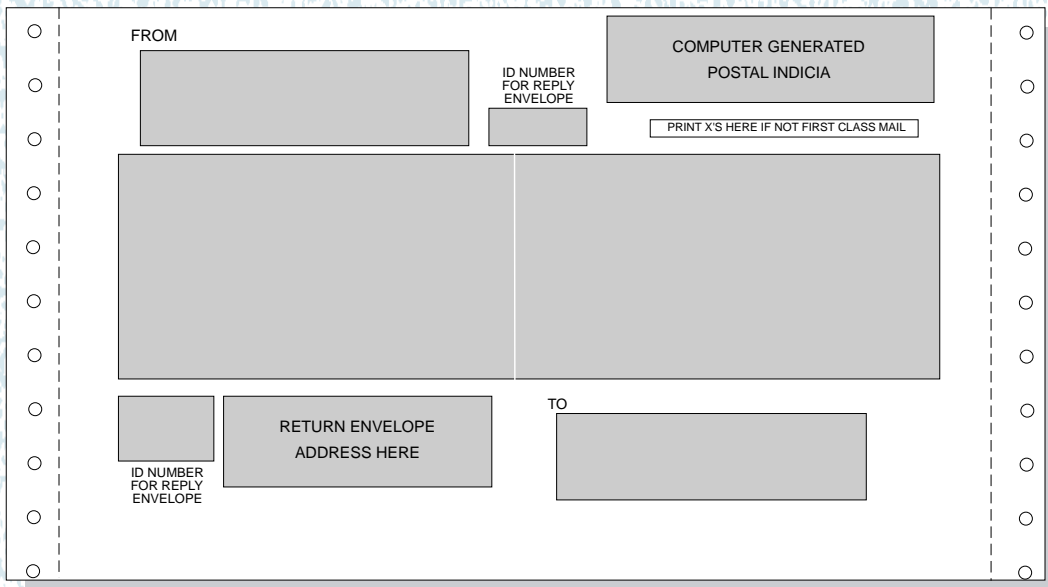 FROM
COMPUTER GENERATED
POSTAL INDICIA
ID NUMBER
FOR REPLY
ENVELOPE
PRINT X'S HERE IF NOT FIRST CLASS MAIL
RETURN ENVELOPE
ADDRESS HERE
ID NUMBER
FOR REPLY
ENVELOPE
TO